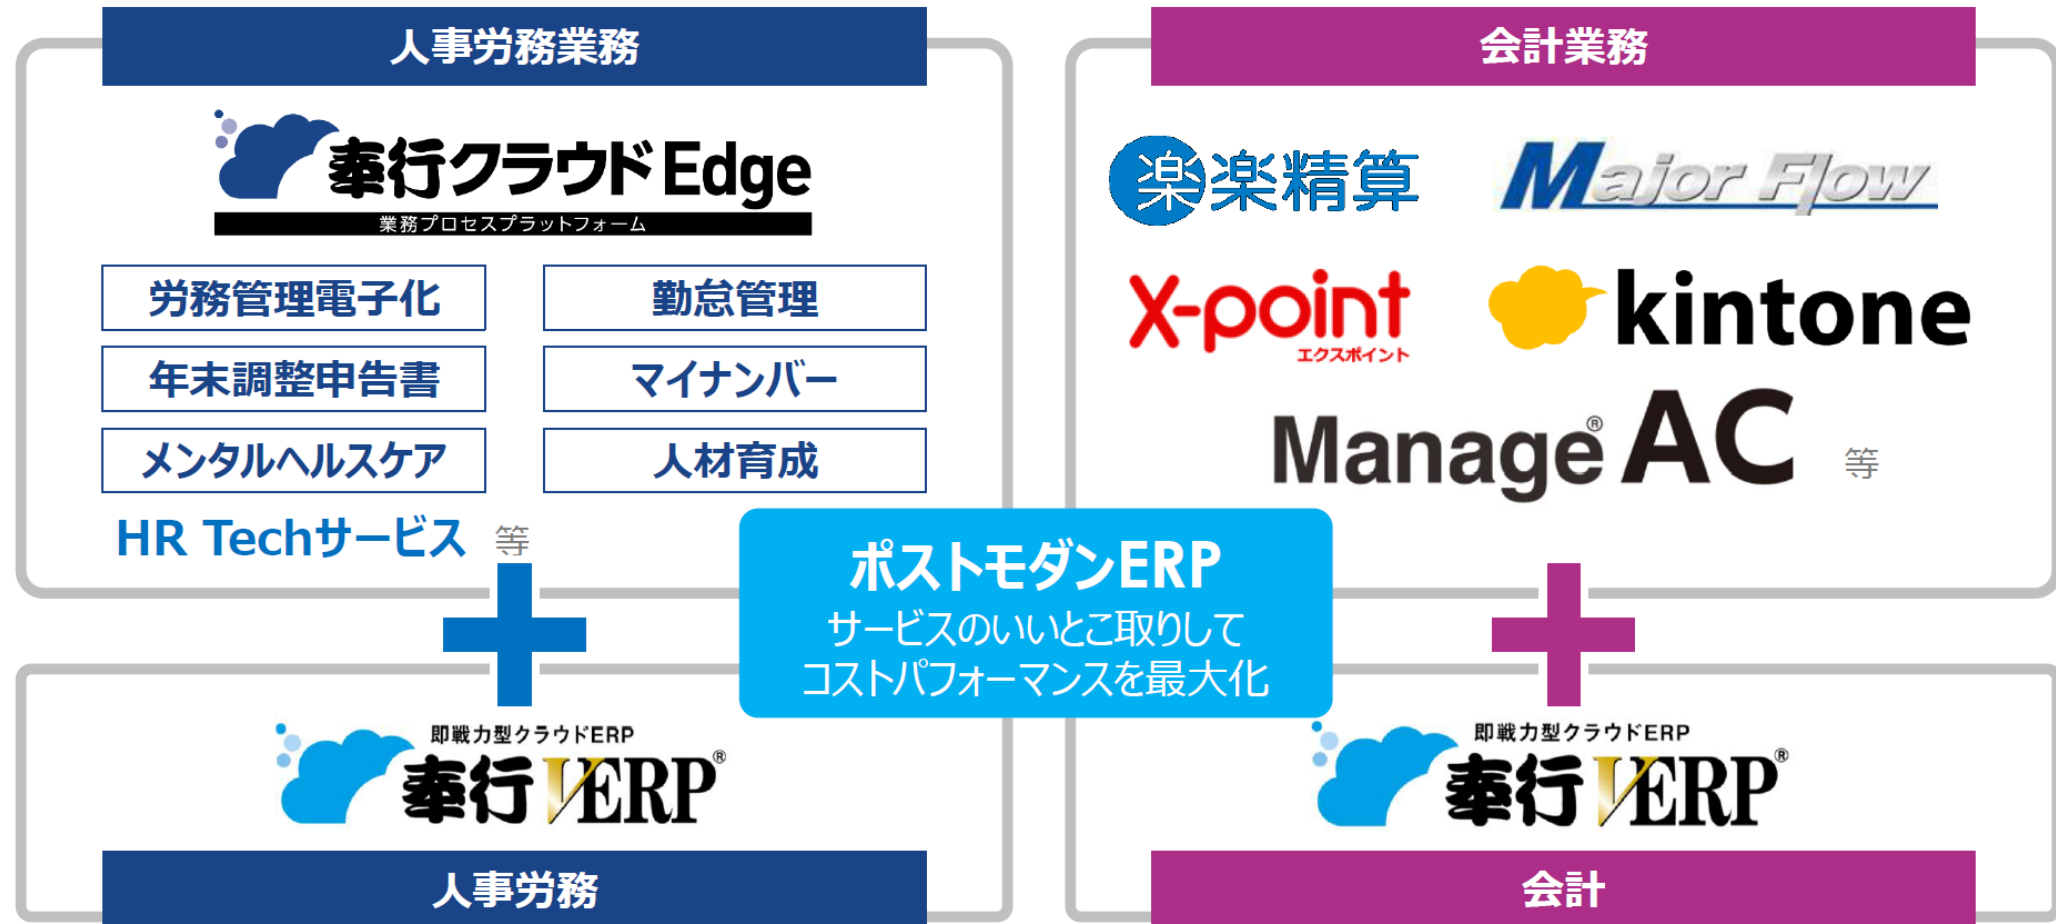 人事労務業務
奉行クラウド Edge
業務プロセスプラットフォーム
労務管理電子化
勤怠管理
年末調整申告書
マイナンバー
メンタルヘルスケア
人材育成
HR Techサービス 等
会計業務
楽楽精算
Major Flow
X-point
エクスポイント
kintone
Manage® AC 等
ポストモダンERP
サービスのいいとこ取りして
コストパフォーマンスを最大化
即戦力型クラウドERP
奉行VERP®
人事労務
即戦力型クラウドERP
奉行VERP®
会計